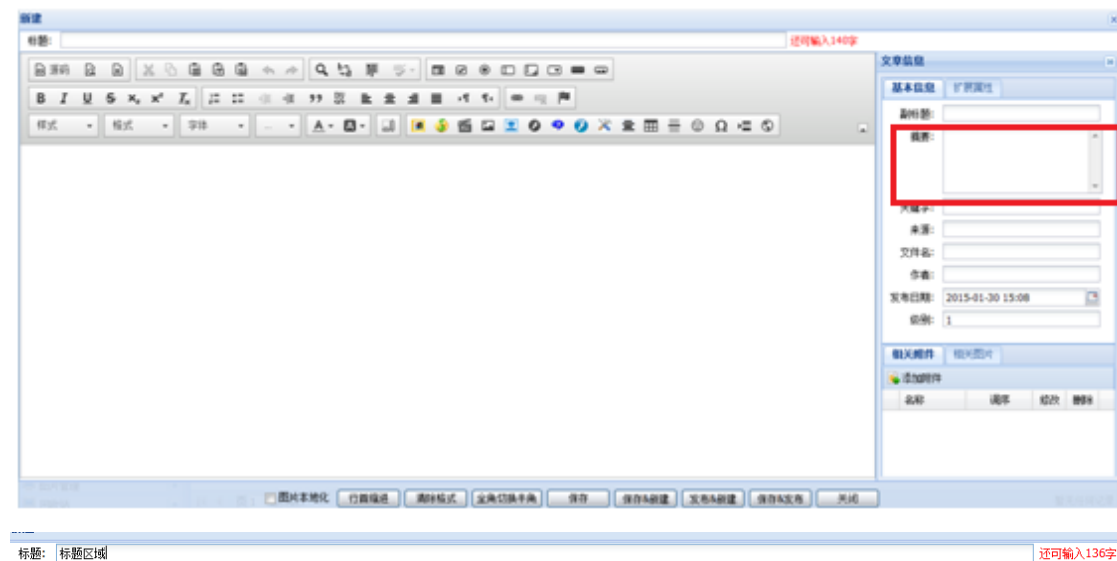 新建
标题: 还可输入140字
源码
B I U S x₂ x² Tx
样式 格式 字体
文章信息
基本信息 扩展属性
副标题:
摘要:
关键字:
来源:
文件名:
作者:
发布日期: 2015-01-30 15:08
级别: 1
相关附件 相关图片
添加附件
名称 调序 修改 删除
图片本地化 行首缩进 清除格式 全角切换半角 保存 保存&新建 发布&新建 保存&发布 关闭
标题: 标题区域 还可输入136字